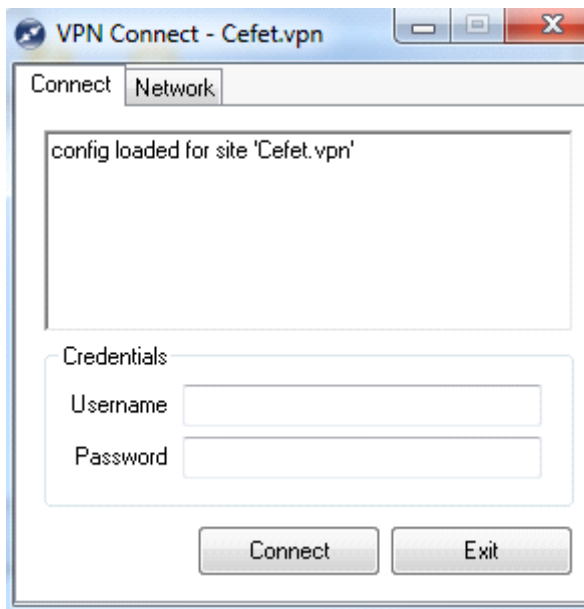 VPN Connect - Cefet.vpn
Connect Network
config loaded for site 'Cefet.vpn'
Credentials
Username
Password
Connect Exit